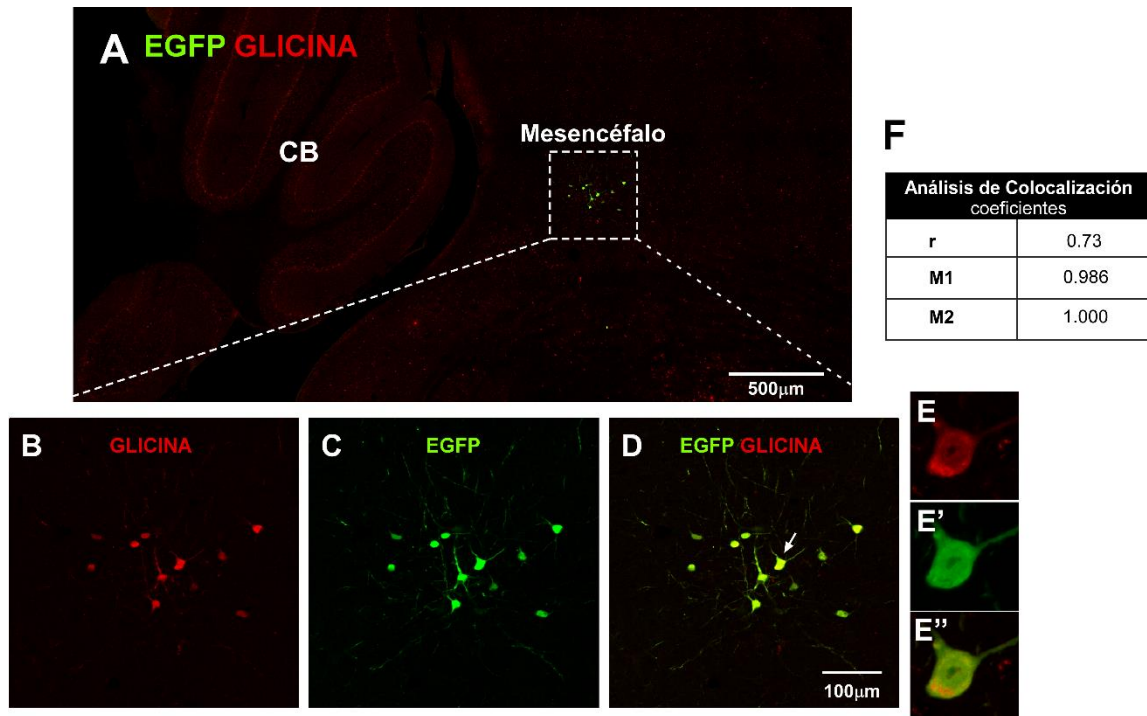 A EGFP GLICINA
CB
Mesencéfalo
500µm
F
Análisis de Colocalización
coeficientes
r 0.73
M1 0.986
M2 1.000
B GLICINA
C EGFP
D EGFP GLICINA
100µm
E
E'
E''